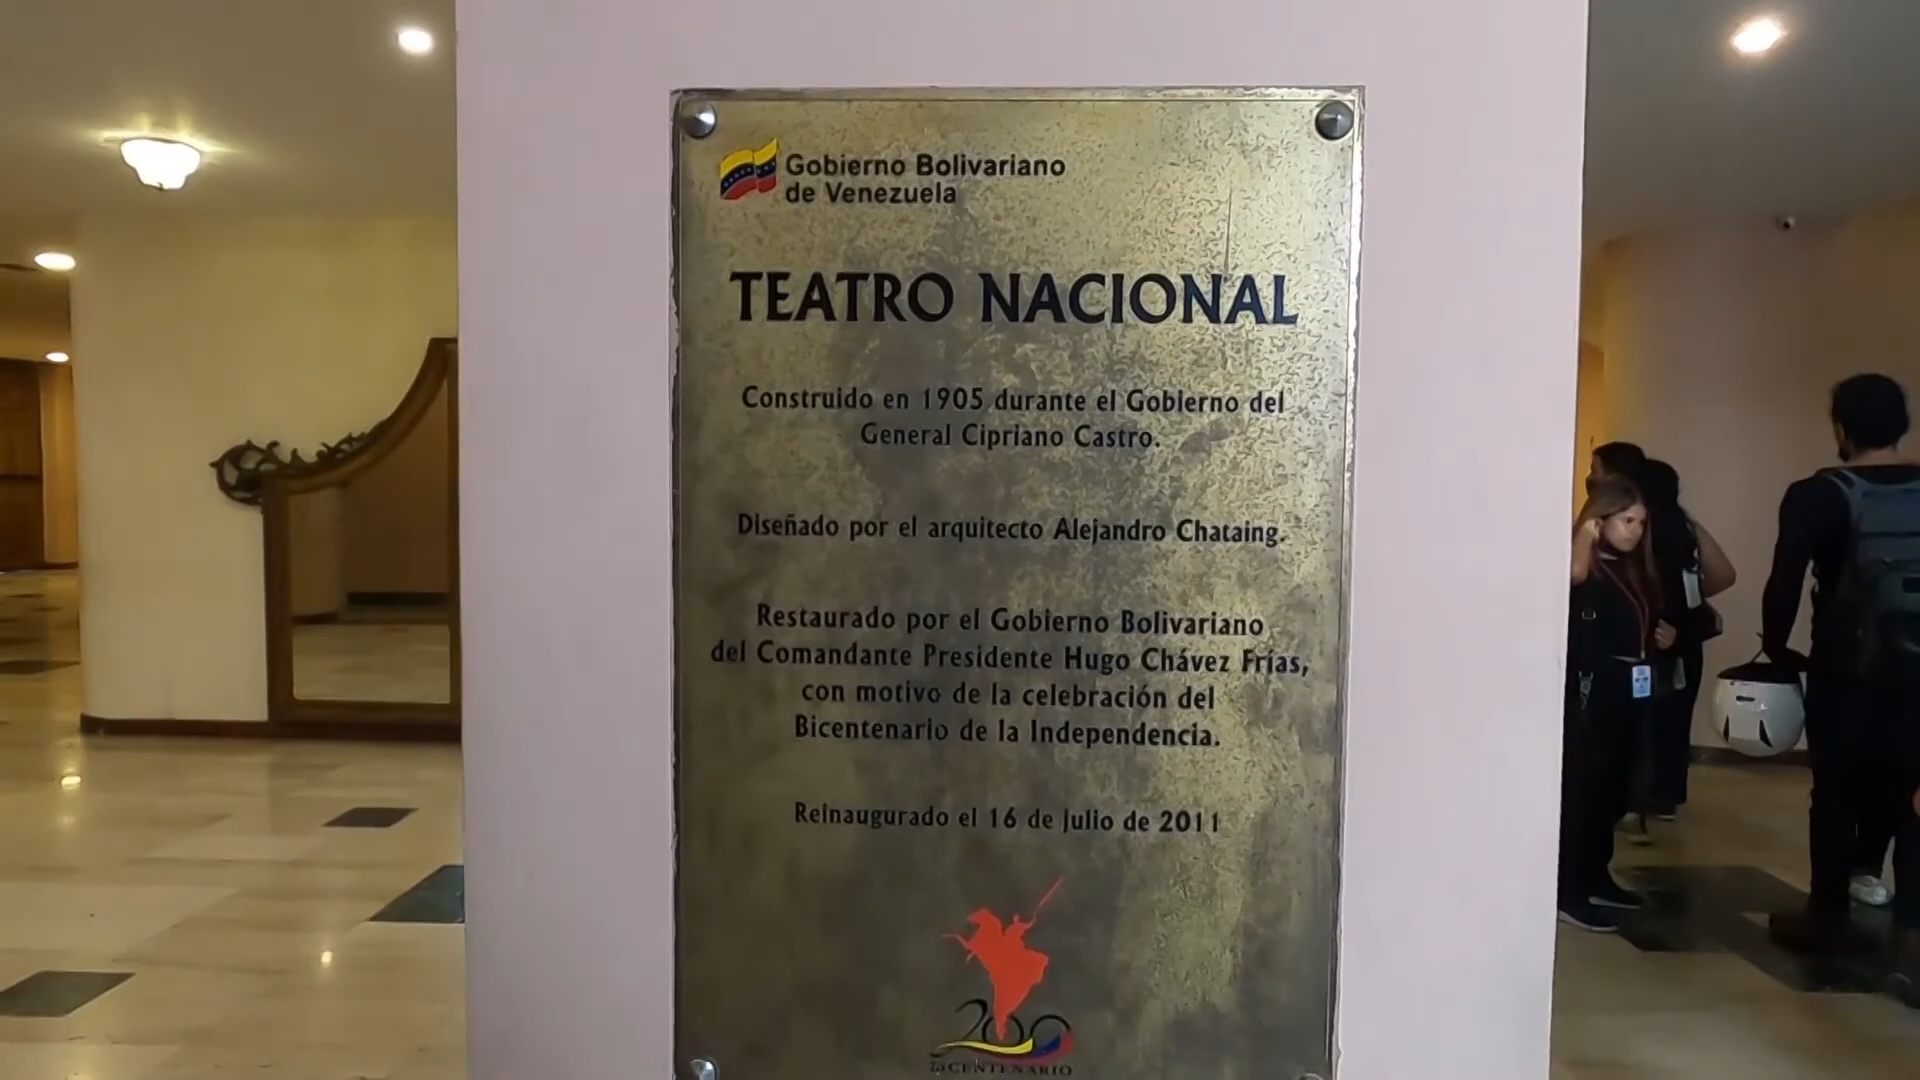 Gobierno Bolivariano
de Venezuela
TEATRO NACIONAL
Construido en 1905 durante el Gobierno del
General Cipriano Castro.
Diseñado por el arquitecto Alejandro Chataing.
Restaurado por el Gobierno Bolivariano
del Comandante Presidente Hugo Chávez Frías,
con motivo de la celebración del
Bicentenario de la Independencia.
Reinaugurado el 16 de Julio de 2011
200
BICENTENARIO